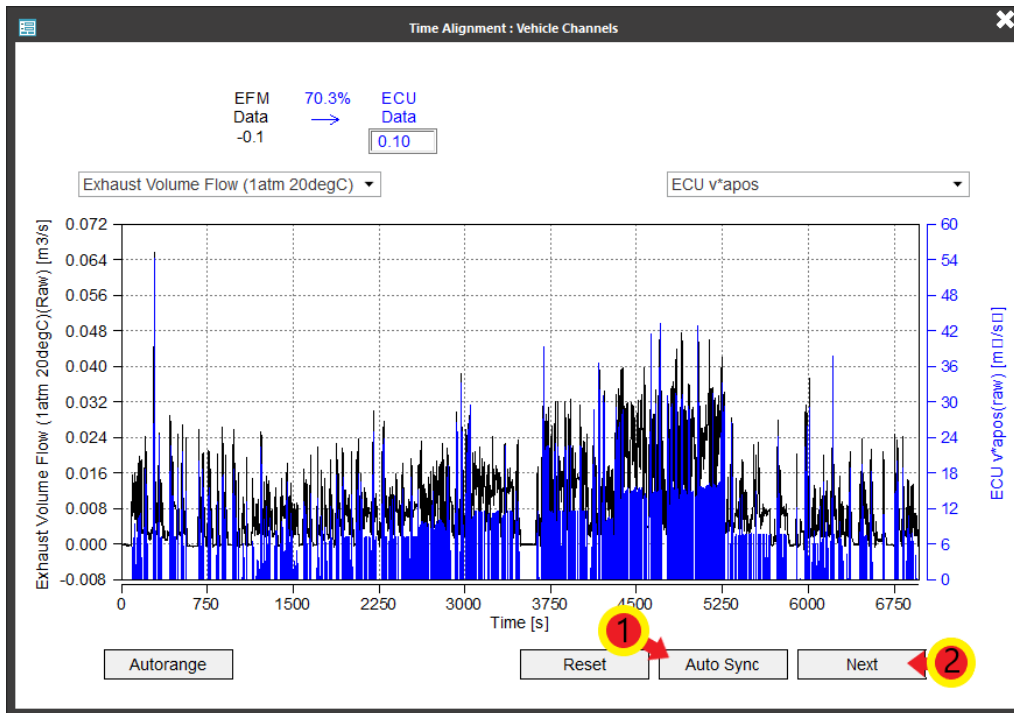 Time Alignment : Vehicle Channels
EFM 70.3% ECU
Data → Data
-0.1 0.10
Exhaust Volume Flow (1atm 20degC)
ECU v*apos
Exhaust Volume Flow (1atm 20degC)(Raw) [m3/s]
0.072
0.064
0.056
0.048
0.040
0.032
0.024
0.016
0.008
0.000
-0.008
60
54
48
42
36
30
24
18
12
6
0
ECU v*apos(raw) [m□/s□]
0 750 1500 2250 3000 3750 4500 5250 6000 6750
Time [s]
1
Autorange Reset Auto Sync Next 2